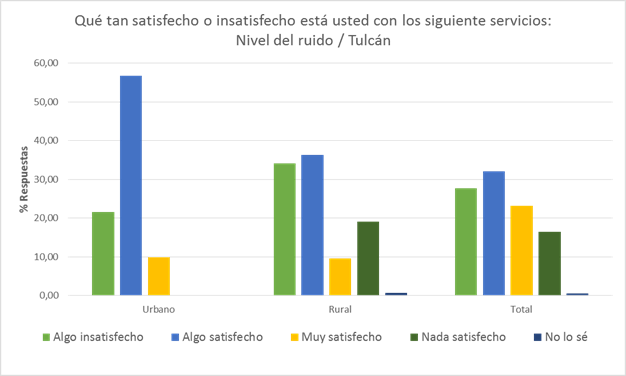 Qué tan satisfecho o insatisfecho está usted con los siguiente servicios:
Nivel del ruido / Tulcán
60,00
50,00
40,00
30,00
20,00
10,00
0,00
% Respuestas
Urbano Rural Total
Algo insatisfecho Algo satisfecho Muy satisfecho Nada satisfecho No lo sé